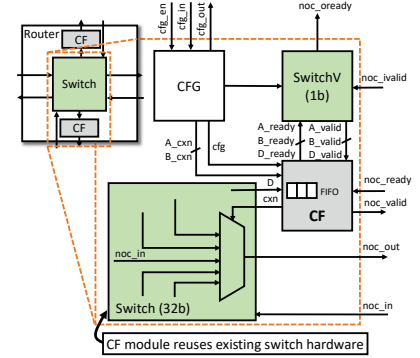 Router
CF
Switch
CF
cfg_en
cfg_in
cfg_out
noc_oready
CFG
SwitchV
(1b)
noc_ivalid
A_cxn
B_cxn
cfg
A_ready
B_ready
D_ready
A_valid
B_valid
D_valid
D
cxn
FIFO
CF
noc_ready
noc_valid
noc_in
noc_out
Switch (32b)
noc_in
CF module reuses existing switch hardware